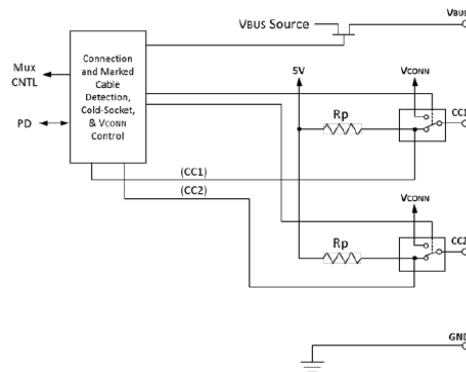 VBUS Source
VBUS
Connection
and Marked
Cable
Detection,
Cold-Socket,
& VCONN
Control
Mux
CNTL
PD
5V
VCONN
Rp
CC1
(CC1)
(CC2)
VCONN
Rp
CC2
GND